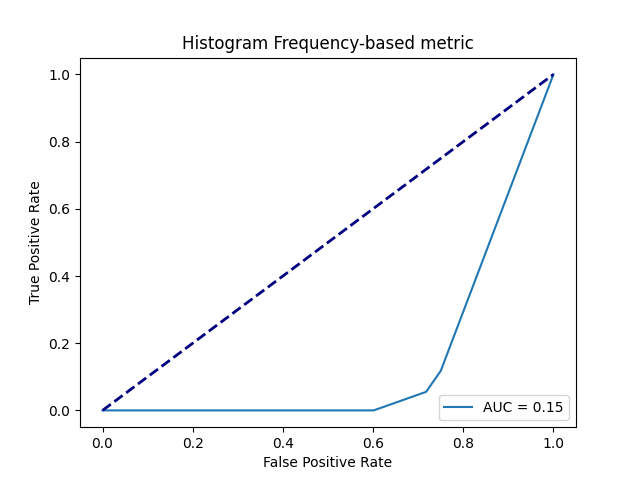 Histogram Frequency-based metric
True Positive Rate
1.0
0.8
0.6
0.4
0.2
0.0
AUC = 0.15
0.0 0.2 0.4 0.6 0.8 1.0
False Positive Rate